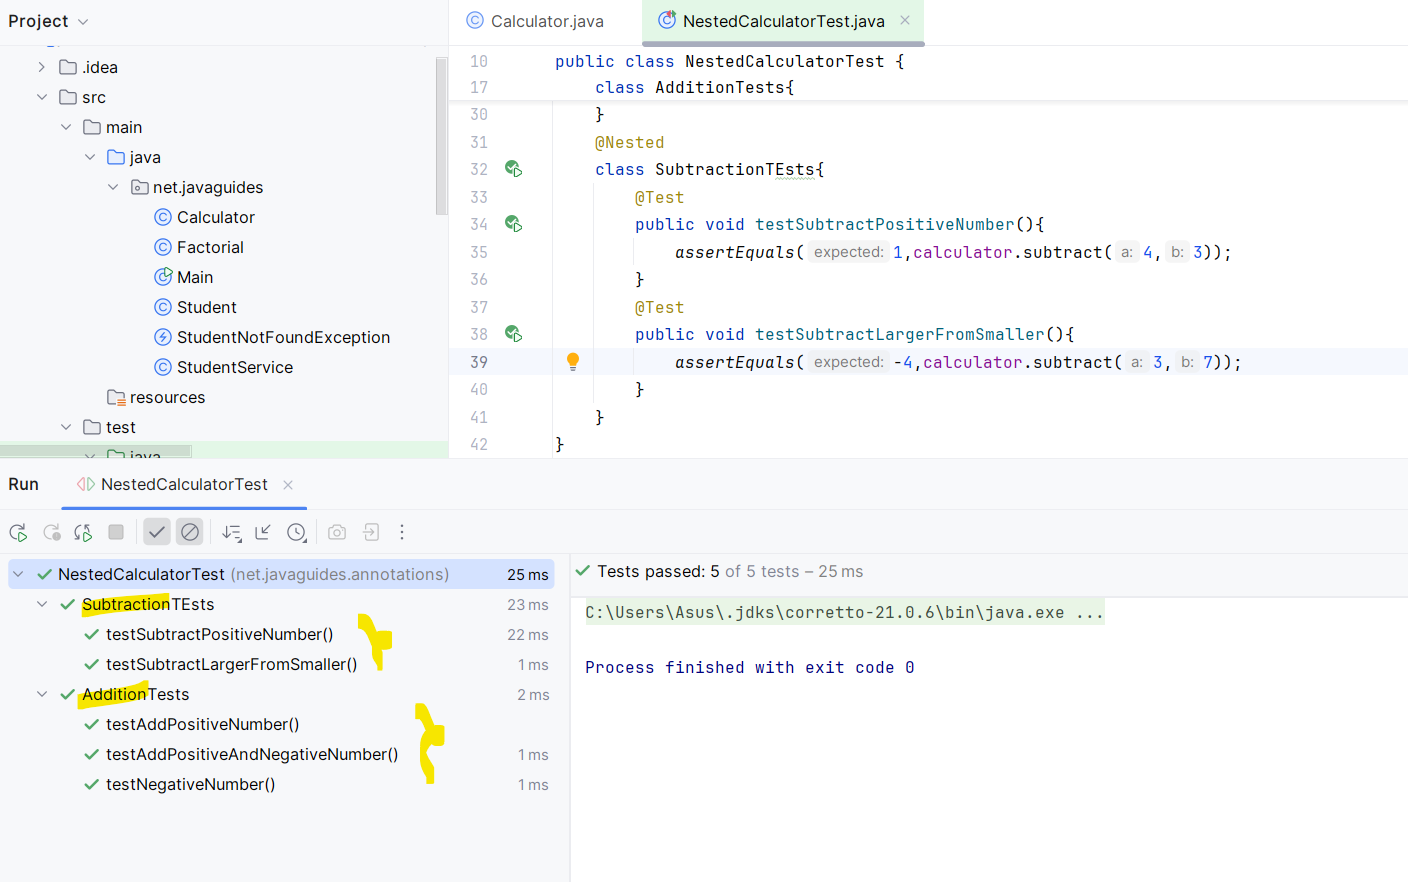 Project
Calculator.java
NestedCalculatorTest.java
.idea
src
main
java
net.javaguides
Calculator
Factorial
Main
Student
StudentNotFoundException
StudentService
resources
test
java
10 public class NestedCalculatorTest {
17 class AdditionTests{
30 }
31 @Nested
32 class SubtractionTEsts{
33 @Test
34 public void testSubtractPositiveNumber(){
35 assertEquals( expected: 1,calculator.subtract( a: 4, b: 3));
36 }
37 @Test
38 public void testSubtractLargerFromSmaller(){
39 assertEquals( expected: -4,calculator.subtract( a: 3, b: 7));
40 }
41 }
42 }
Run NestedCalculatorTest
NestedCalculatorTest (net.javaguides.annotations) 25 ms
SubtractionTEsts 23 ms
testSubtractPositiveNumber() 22 ms
testSubtractLargerFromSmaller() 1 ms
AdditionTests 2 ms
testAddPositiveNumber()
testAddPositiveAndNegativeNumber() 1 ms
testNegativeNumber() 1 ms
Tests passed: 5 of 5 tests – 25 ms
C:\Users\Asus\.jdks\corretto-21.0.6\bin\java.exe ...
Process finished with exit code 0